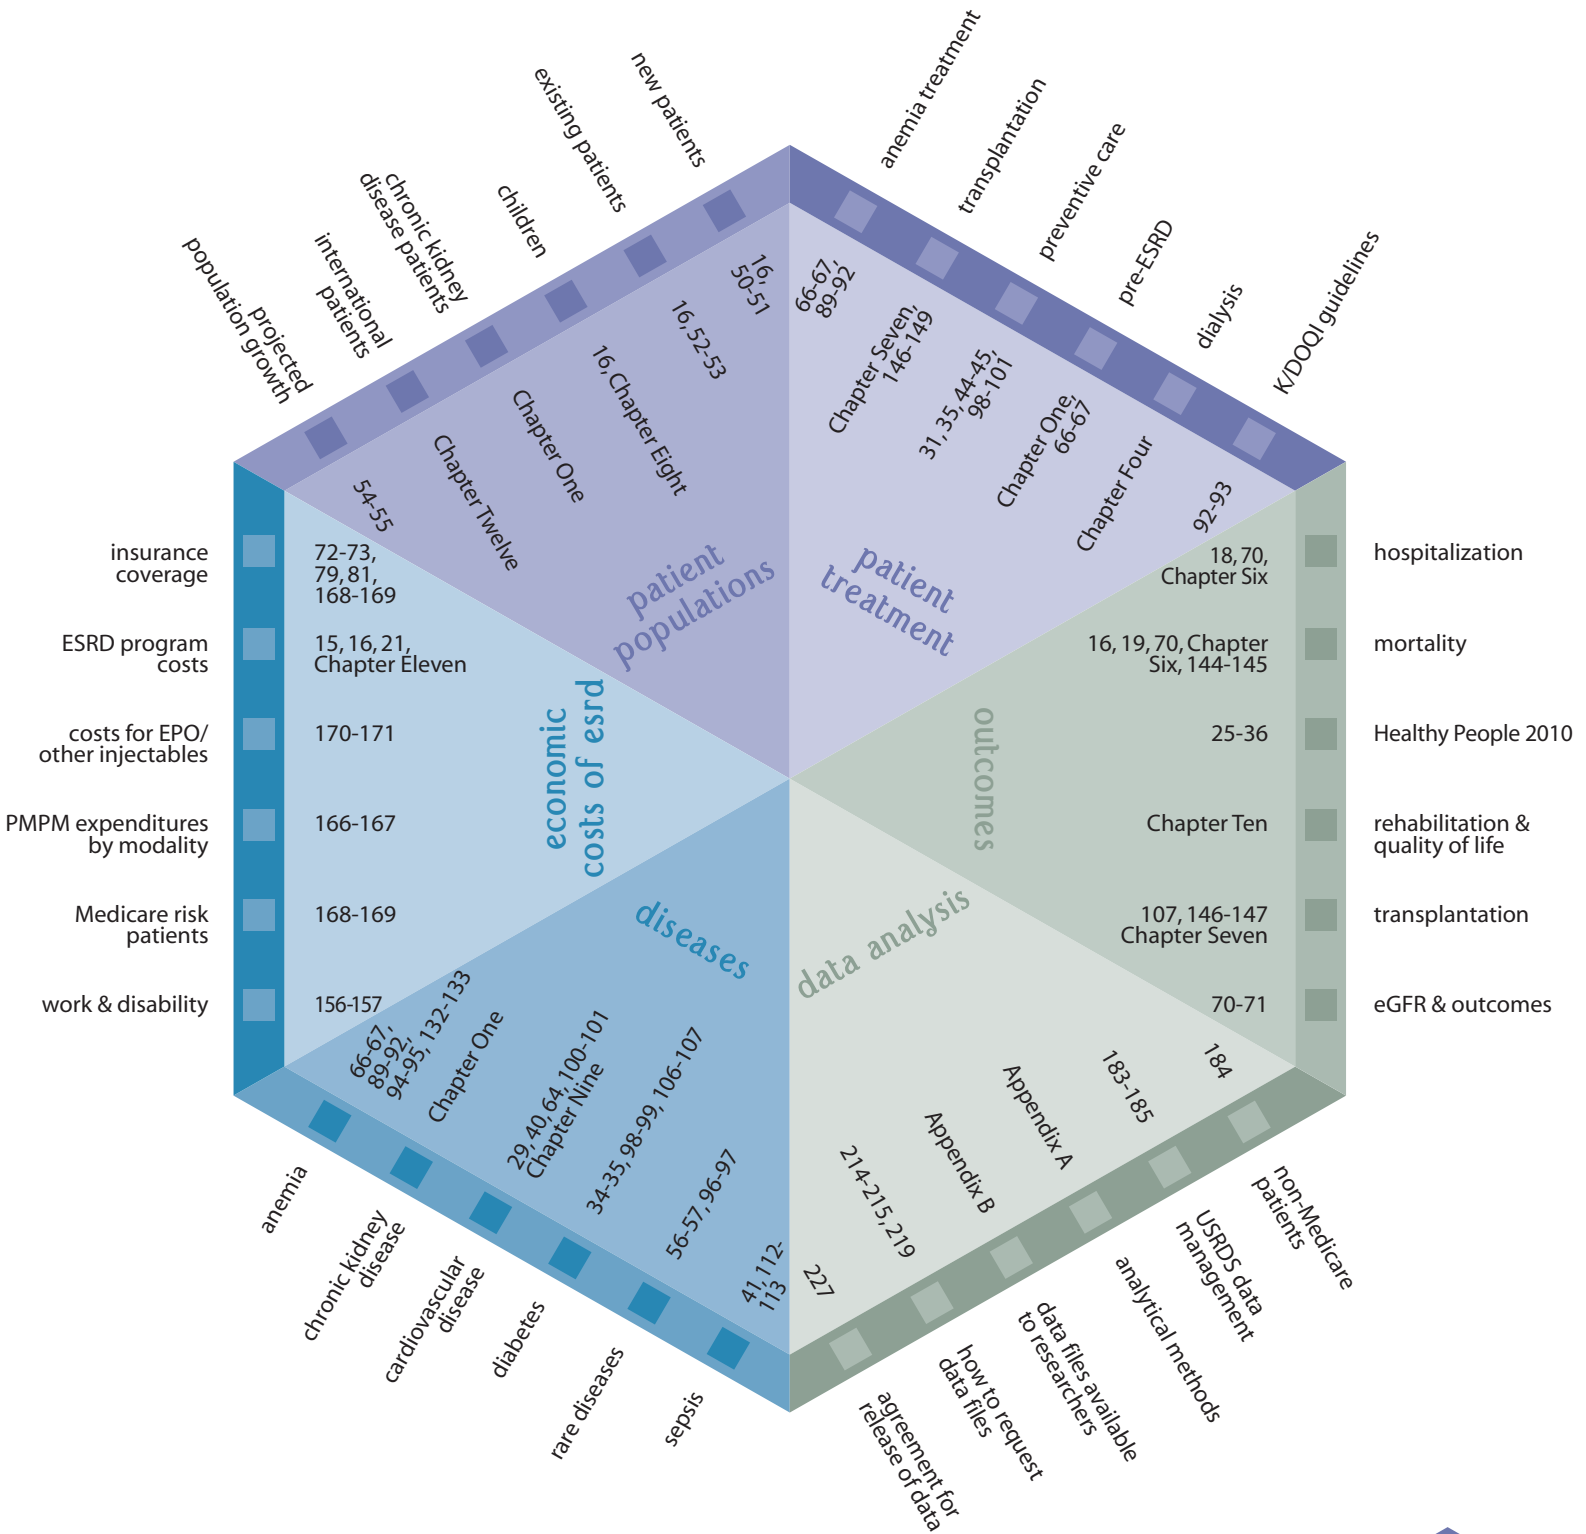 new patients
existing patients
children
chronic kidney
disease patients
international
patients
projected
population growth
16,
50-51
16, 52-53
16, Chapter Eight
Chapter One
Chapter Twelve
54-55
patient
populations
anemia treatment
transplantation
preventive care
pre-ESRD
dialysis
K/DOQI guidelines
66-67,
89-92
Chapter Seven,
146-149
31, 35, 44-45,
98-101
Chapter One,
66-67
Chapter Four
92-93
patient
treatment
insurance
coverage
72-73,
79, 81,
168-169
ESRD program
costs
15, 16, 21,
Chapter Eleven
costs for EPO/
other injectables
170-171
PMPM expenditures
by modality
166-167
Medicare risk
patients
168-169
work & disability
156-157
economic
costs of esrd
18, 70,
Chapter Six
hospitalization
16, 19, 70, Chapter
Six, 144-145
mortality
25-36
Healthy People 2010
Chapter Ten
rehabilitation &
quality of life
107, 146-147
Chapter Seven
transplantation
70-71
eGFR & outcomes
outcomes
diseases
66-67,
89-92,
94-95, 132-133
Chapter One
29, 40, 64, 100-101
Chapter Nine
34-35, 98-99, 106-107
56-57, 96-97
41, 112-
113
anemia
chronic kidney
disease
cardiovascular
disease
diabetes
rare diseases
sepsis
data analysis
184
183-185
Appendix A
Appendix B
214-215, 219
227
non-Medicare
patients
USRDS data
management
analytical methods
data files available
to researchers
how to request
data files
agreement for
release of data